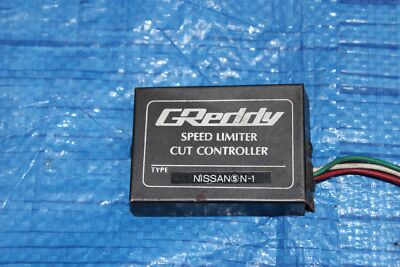 GReddy
SPEED LIMITER
CUT CONTROLLER
TYPE
NISSAN⑤N-1